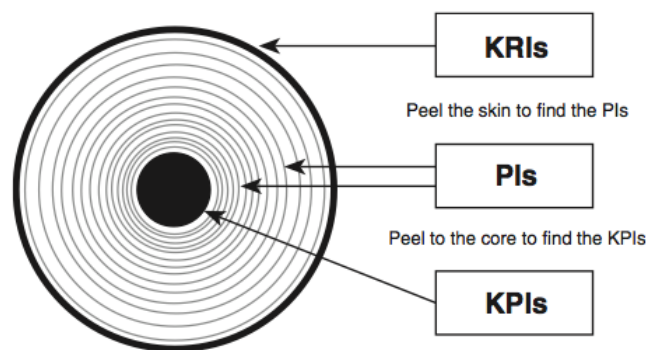 KRIs
Peel the skin to find the PIs
PIs
Peel to the core to find the KPIs
KPIs